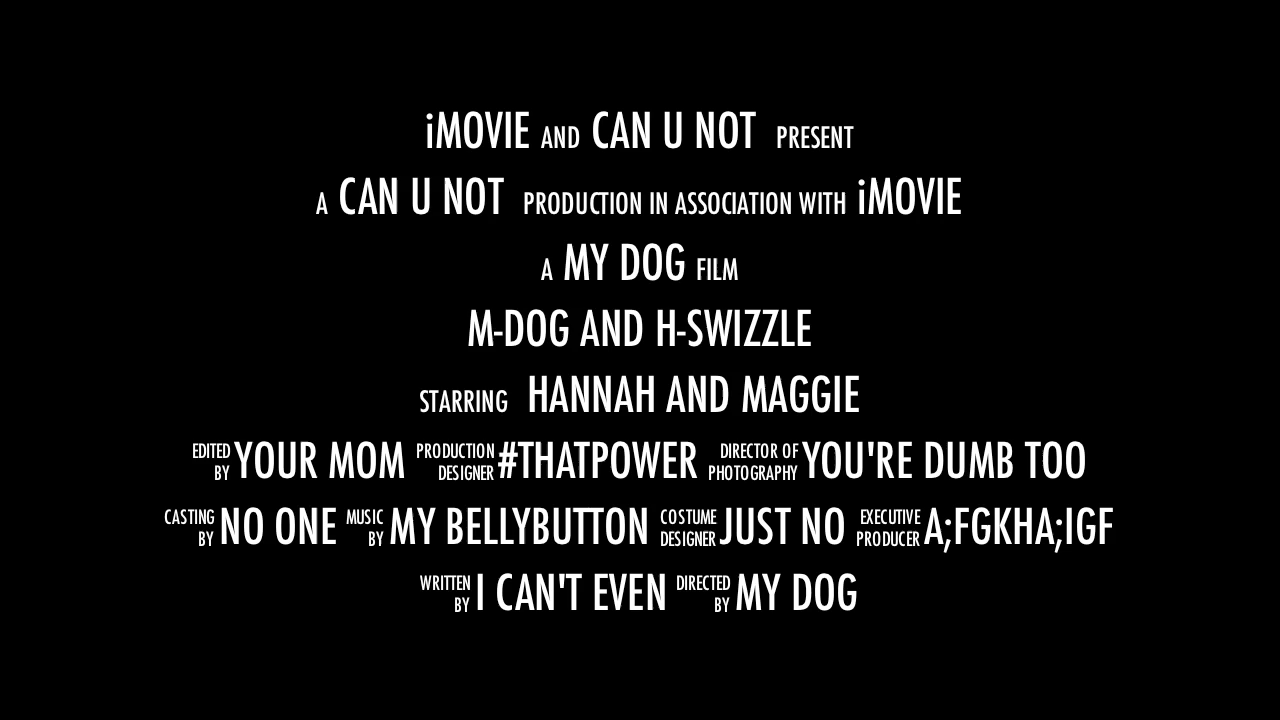 iMOVIE AND CAN U NOT PRESENT
A CAN U NOT PRODUCTION IN ASSOCIATION WITH iMOVIE
A MY DOG FILM
M-DOG AND H-SWIZZLE
STARRING HANNAH AND MAGGIE
EDITED BY YOUR MOM PRODUCTION DESIGNER #THATPOWER DIRECTOR OF PHOTOGRAPHY YOU'RE DUMB TOO
CASTING BY NO ONE MUSIC BY MY BELLYBUTTON COSTUME DESIGNER JUST NO EXECUTIVE PRODUCER A;FGKHA;IGF
WRITTEN BY I CAN'T EVEN DIRECTED BY MY DOG